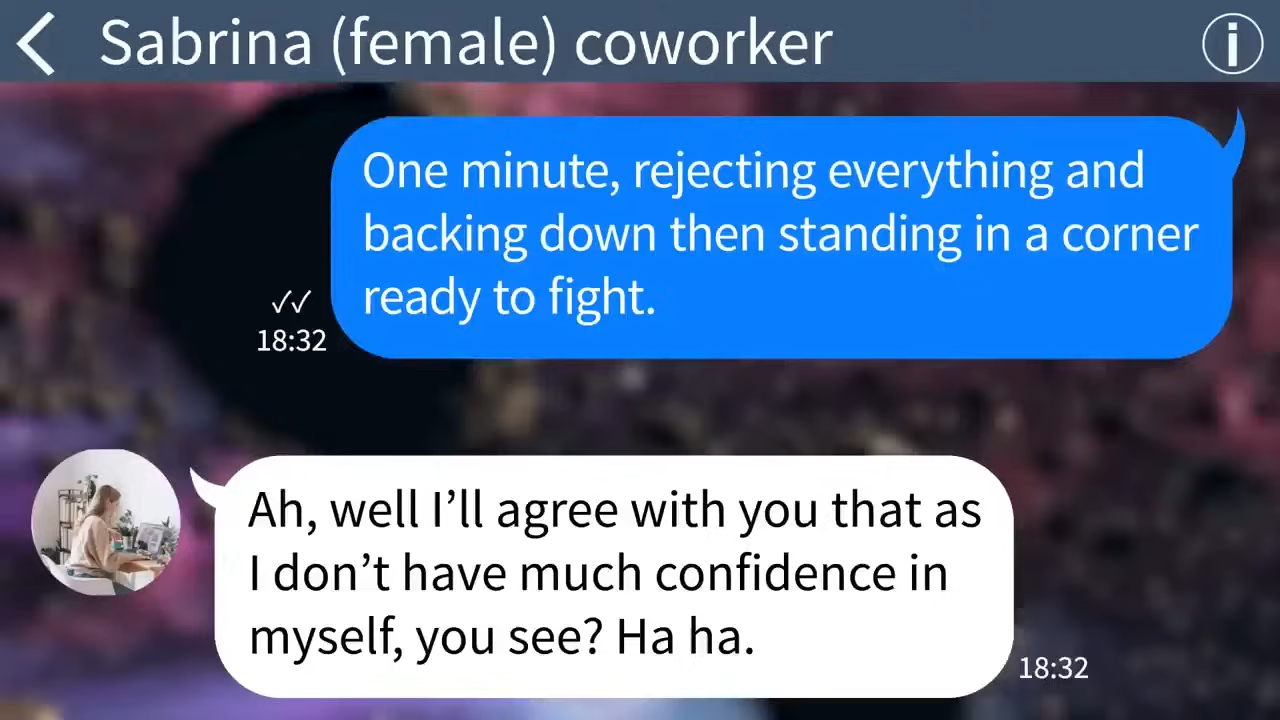 Sabrina (female) coworker
One minute, rejecting everything and
backing down then standing in a corner
ready to fight.
18:32
Ah, well I’ll agree with you that as
I don’t have much confidence in
myself, you see? Ha ha.
18:32